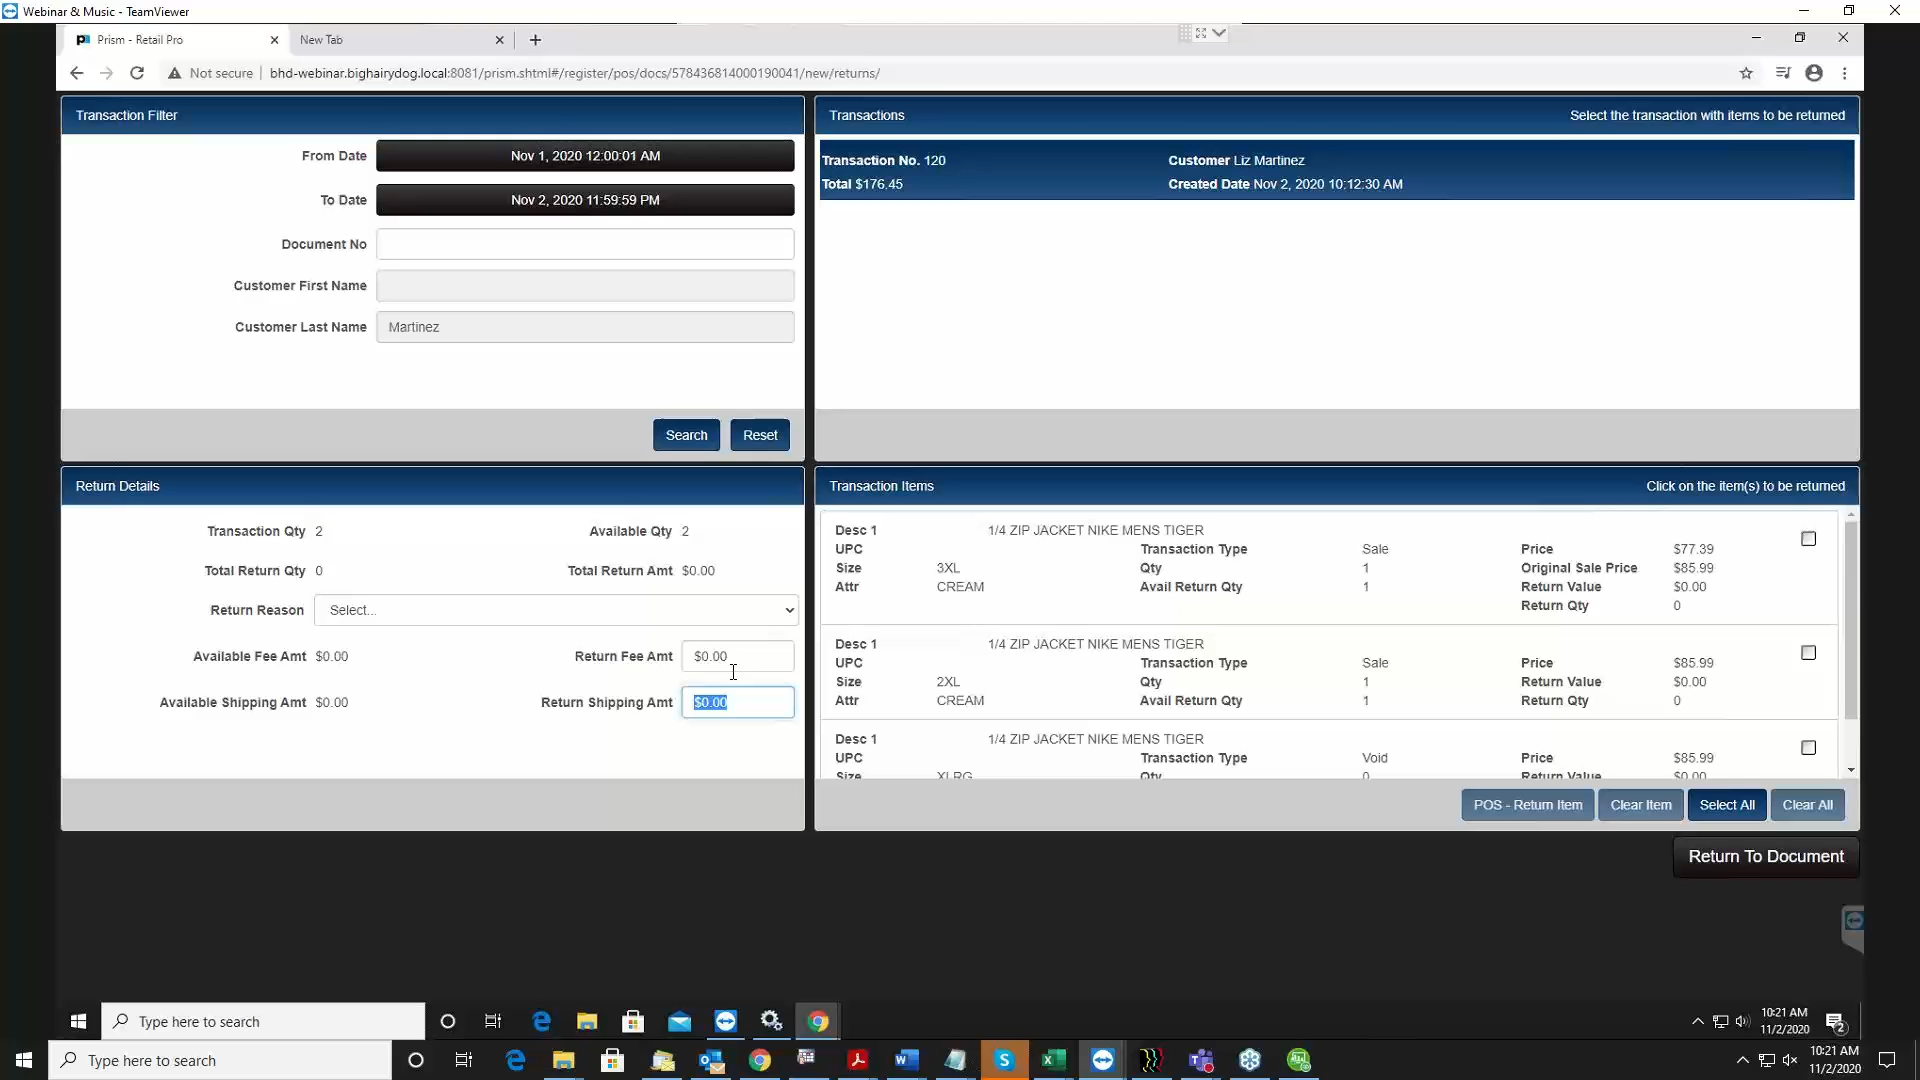 Webinar & Music - TeamViewer
Prism - Retail Pro
New Tab
Not secure
bhd-webinar.bighairydog.local:8081/prism.shtml#/register/pos/docs/578436814000190041/new/returns/
Transaction Filter
From Date Nov 1, 2020 12:00:01 AM
To Date Nov 2, 2020 11:59:59 PM
Document No
Customer First Name
Customer Last Name Martinez
Search Reset
Transactions Select the transaction with items to be returned
Transaction No. 120 Customer Liz Martinez
Total $176.45 Created Date Nov 2, 2020 10:12:30 AM
Return Details
Transaction Qty 2 Available Qty 2
Total Return Qty 0 Total Return Amt $0.00
Return Reason Select...
Available Fee Amt $0.00 Return Fee Amt $0.00
Available Shipping Amt $0.00 Return Shipping Amt $0.00
Transaction Items Click on the item(s) to be returned
Desc 1 1/4 ZIP JACKET NIKE MENS TIGER
UPC Transaction Type Sale Price $77.39
Size 3XL Qty 1 Original Sale Price $85.99
Attr CREAM Avail Return Qty 1 Return Value $0.00
Return Qty 0
Desc 1 1/4 ZIP JACKET NIKE MENS TIGER
UPC Transaction Type Sale Price $85.99
Size 2XL Qty 1 Return Value $0.00
Attr CREAM Avail Return Qty 1 Return Qty 0
Desc 1 1/4 ZIP JACKET NIKE MENS TIGER
UPC Transaction Type Void Price $85.99
Size XLRG Qty 0 Return Value $0.00
POS - Return Item Clear Item Select All Clear All
Return To Document
Type here to search
10:21 AM
11/2/2020
2
Type here to search
10:21 AM
11/2/2020